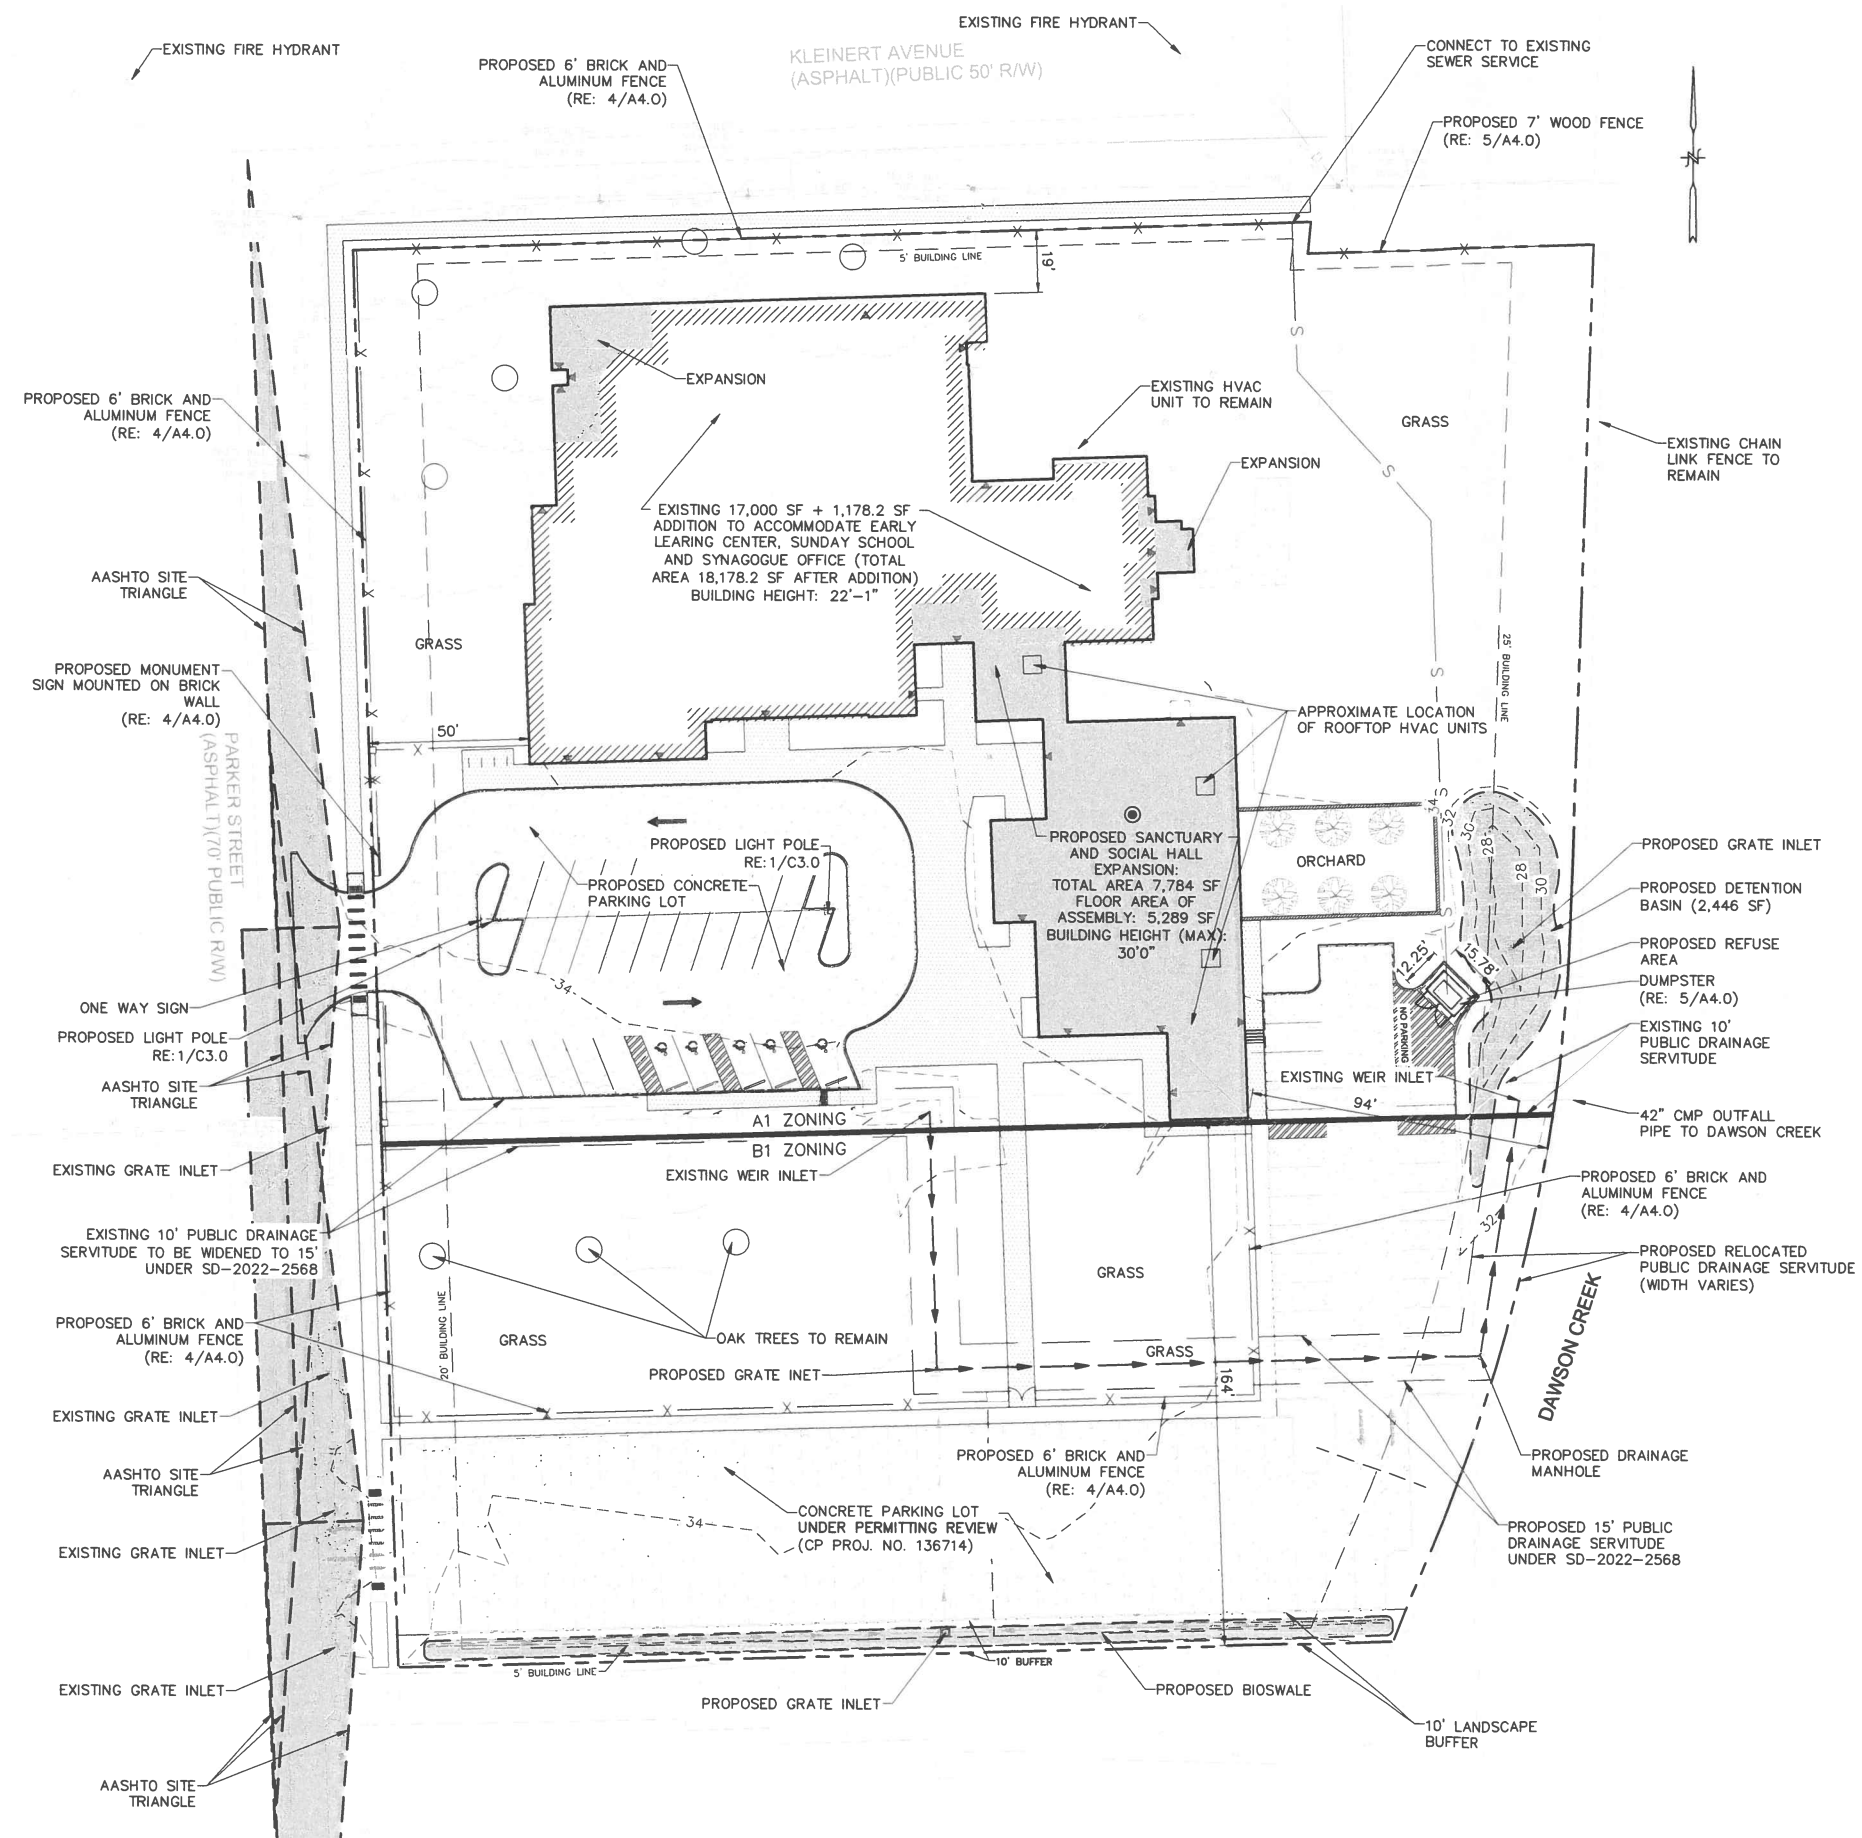 EXISTING FIRE HYDRANT
EXISTING FIRE HYDRANT
KLEINERT AVENUE
(ASPHALT)(PUBLIC 50' R/W)
PROPOSED 6' BRICK AND
ALUMINUM FENCE
(RE: 4/A4.0)
CONNECT TO EXISTING
SEWER SERVICE
PROPOSED 7' WOOD FENCE
(RE: 5/A4.0)
N
5' BUILDING LINE
19'
EXPANSION
EXISTING HVAC
UNIT TO REMAIN
GRASS
EXPANSION
EXISTING CHAIN
LINK FENCE TO
REMAIN
PROPOSED 6' BRICK AND
ALUMINUM FENCE
(RE: 4/A4.0)
EXISTING 17,000 SF + 1,178.2 SF
ADDITION TO ACCOMMODATE EARLY
LEARING CENTER, SUNDAY SCHOOL
AND SYNAGOGUE OFFICE (TOTAL
AREA 18,178.2 SF AFTER ADDITION)
BUILDING HEIGHT: 22'-1"
AASHTO SITE
TRIANGLE
GRASS
S
S
S
S
S
25' BUILDING LINE
PROPOSED MONUMENT
SIGN MOUNTED ON BRICK
WALL
(RE: 4/A4.0)
PARKER STREET
(ASPHALT)(70' PUBLIC R/W)
50'
APPROXIMATE LOCATION
OF ROOFTOP HVAC UNITS
PROPOSED LIGHT POLE
RE:1/C3.0
PROPOSED CONCRETE
PARKING LOT
PROPOSED SANCTUARY
AND SOCIAL HALL
EXPANSION:
TOTAL AREA 7,784 SF
FLOOR AREA OF
ASSEMBLY: 5,289 SF
BUILDING HEIGHT (MAX):
30'0"
ORCHARD
34
32
30
28
28
30
PROPOSED GRATE INLET
PROPOSED DETENTION
BASIN (2,446 SF)
PROPOSED REFUSE
AREA
DUMPSTER
(RE: 5/A4.0)
12.25'
15.78'
NO PARKING
34
ONE WAY SIGN
PROPOSED LIGHT POLE
RE:1/C3.0
AASHTO SITE
TRIANGLE
EXISTING 10'
PUBLIC DRAINAGE
SERVITUDE
EXISTING WEIR INLET
94'
42" CMP OUTFALL
PIPE TO DAWSON CREEK
A1 ZONING
B1 ZONING
EXISTING WEIR INLET
EXISTING GRATE INLET
PROPOSED 6' BRICK AND
ALUMINUM FENCE
(RE: 4/A4.0)
EXISTING 10' PUBLIC DRAINAGE
SERVITUDE TO BE WIDENED TO 15'
UNDER SD-2022-2568
32
PROPOSED RELOCATED
PUBLIC DRAINAGE SERVITUDE
(WIDTH VARIES)
GRASS
DAWSON CREEK
PROPOSED 6' BRICK AND
ALUMINUM FENCE
(RE: 4/A4.0)
20' BUILDING LINE
GRASS
OAK TREES TO REMAIN
GRASS
PROPOSED GRATE INET
164'
EXISTING GRATE INLET
AASHTO SITE
TRIANGLE
PROPOSED 6' BRICK AND
ALUMINUM FENCE
(RE: 4/A4.0)
PROPOSED DRAINAGE
MANHOLE
34
CONCRETE PARKING LOT
UNDER PERMITTING REVIEW
(CP PROJ. NO. 136714)
PROPOSED 15' PUBLIC
DRAINAGE SERVITUDE
UNDER SD-2022-2568
EXISTING GRATE INLET
EXISTING GRATE INLET
5' BUILDING LINE
10' BUFFER
PROPOSED GRATE INLET
PROPOSED BIOSWALE
10' LANDSCAPE
BUFFER
AASHTO SITE
TRIANGLE